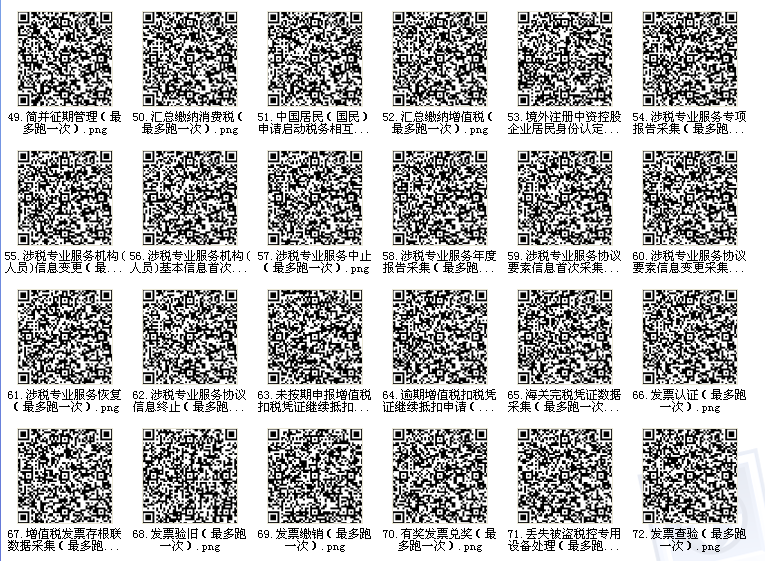 49.简并征期管理(最
多跑一次).png
50.汇总缴纳消费税(
最多跑一次).png
51.中国居民(国民)
申请启动税务相互...
52.汇总缴纳增值税(
最多跑一次).png
53.境外注册中资控股
企业居民身份认定...
54.涉税专业服务专项
报告采集(最多跑...
55.涉税专业服务机构(
人员)信息变更(最...
56.涉税专业服务机构(
人员)基本信息首次...
57.涉税专业服务中止
(最多跑一次).png
58.涉税专业服务年度
报告采集(最多跑...
59.涉税专业服务协议
要素信息首次采集...
60.涉税专业服务协议
要素信息变更采集...
61.涉税专业服务恢复
(最多跑一次).png
62.涉税专业服务协议
信息终止(最多跑...
63.未按期申报增值税
扣税凭证继续抵扣...
64.逾期增值税扣税凭
证继续抵扣申请(...
65.海关完税凭证数据
采集(最多跑一次...
66.发票认证(最多跑
一次).png
67.增值税发票存根联
数据采集(最多跑...
68.发票验旧(最多跑
一次).png
69.发票缴销(最多跑
一次).png
70.有奖发票兑奖(最
多跑一次).png
71.丢失被盗税控专用
设备处理(最多跑...
72.发票查验(最多跑
一次).png